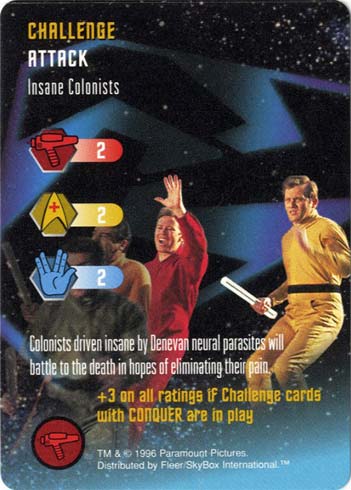 CHALLENGE
ATTACK
Insane Colonists
2
2
2
Colonists driven insane by Denevan neural parasites will
battle to the death in hopes of eliminating their pain.
+3 on all ratings if Challenge cards
with CONQUER are in play
TM & © 1996 Paramount Pictures.
Distributed by Fleer/SkyBox International.™